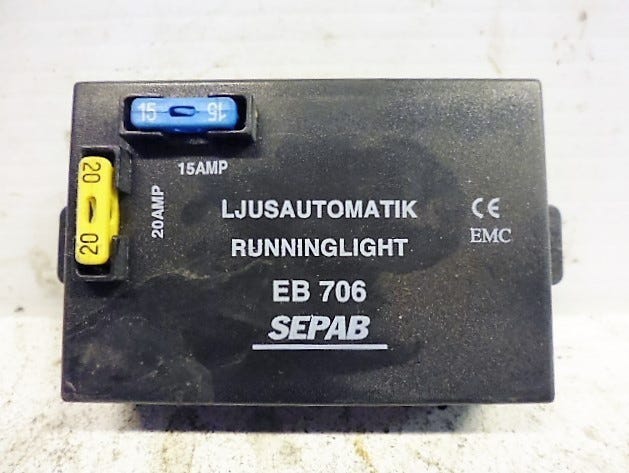 15 15
15AMP
20 20
20AMP
LJUSAUTOMATIK
RUNNINGLIGHT
EB 706
SEPAB
CE
EMC